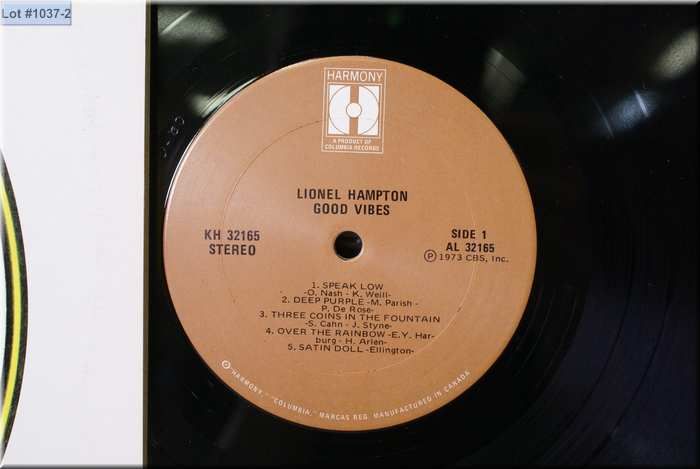 Lot #1037-2
HARMONY
A PRODUCT OF
COLUMBIA RECORDS
LIONEL HAMPTON
GOOD VIBES
KH 32165
STEREO
SIDE 1
AL 32165
Ⓟ 1973 CBS, Inc.
1. SPEAK LOW
-O. Nash - K. Weill-
2. DEEP PURPLE -M. Parish -
P. De Rose-
3. THREE COINS IN THE FOUNTAIN
-S. Cahn - J. Styne-
4. OVER THE RAINBOW -E.Y. Har-
burg - H. Arlen-
5. SATIN DOLL -Ellington-
"HARMONY," "COLUMBIA," MARCAS REG. MANUFACTURED IN CANADA